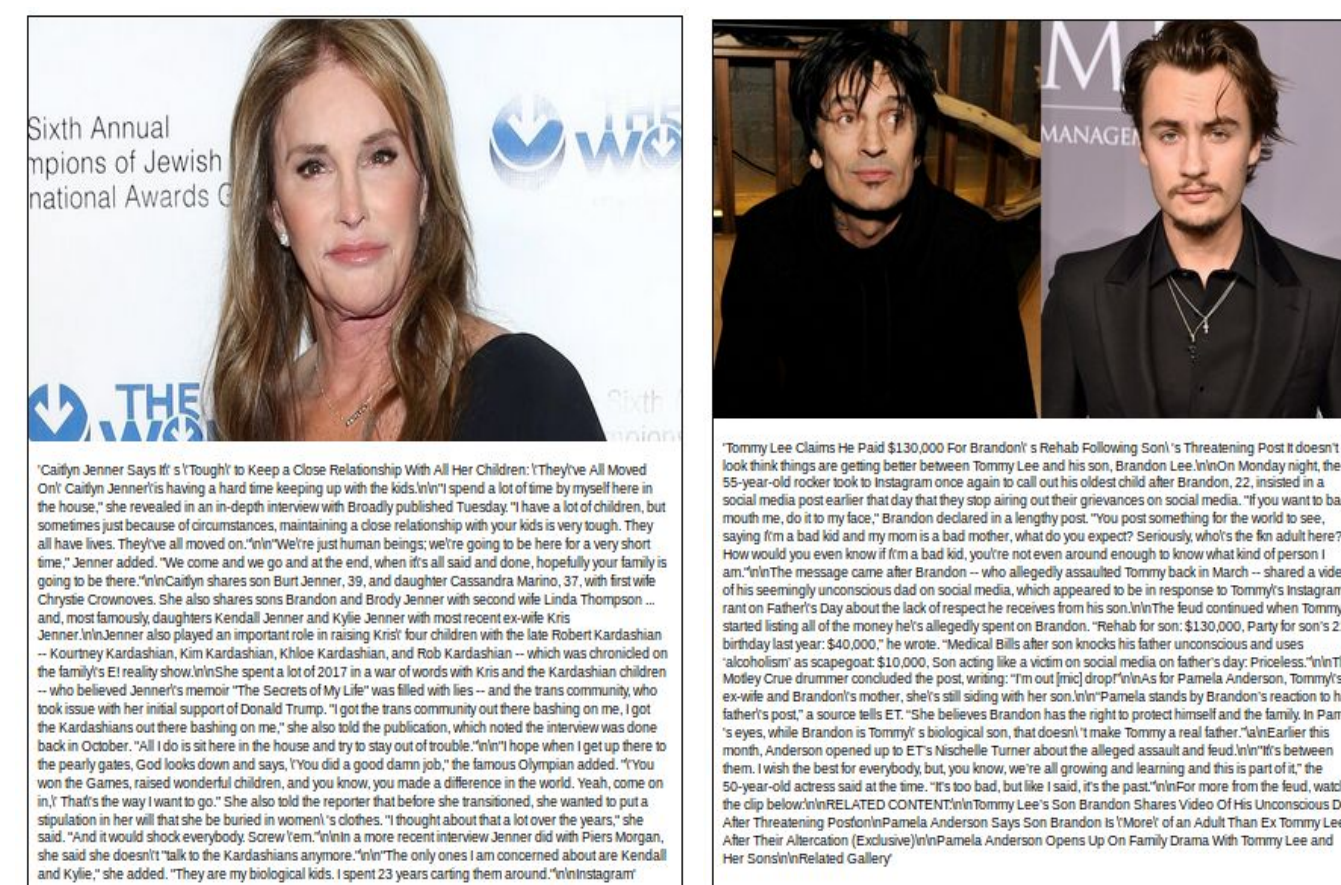 Sixth Annual
mpions of Jewish
national Awards G
THE
WO
THE
WO
Sixth
'Caitlyn Jenner Says It\' s \'Tough\' to Keep a Close Relationship With All Her Children: \'They\'ve All Moved
On\' Caitlyn Jenner\'is having a hard time keeping up with the kids.\n\n"I spend a lot of time by myself here in
the house," she revealed in an in-depth interview with Broadly published Tuesday. "I have a lot of children, but
sometimes just because of circumstances, maintaining a close relationship with your kids is very tough. They
all have lives. They\'ve all moved on."\n\n"We\'re just human beings; we\'re going to be here for a very short
time," Jenner added. "We come and we go and at the end, when it\'s all said and done, hopefully your family is
going to be there."\n\nCaitlyn shares son Burt Jenner, 39, and daughter Cassandra Marino, 37, with first wife
Chrystie Crownoves. She also shares sons Brandon and Brody Jenner with second wife Linda Thompson ...
and, most famously, daughters Kendall Jenner and Kylie Jenner with most recent ex-wife Kris
Jenner.\n\nJenner also played an important role in raising Kris\' four children with the late Robert Kardashian
-- Kourtney Kardashian, Kim Kardashian, Khloe Kardashian, and Rob Kardashian -- which was chronicled on
the family\'s E! reality show.\n\nShe spent a lot of 2017 in a war of words with Kris and the Kardashian children
-- who believed Jenner\'s memoir "The Secrets of My Life" was filled with lies -- and the trans community, who
took issue with her initial support of Donald Trump. "I got the trans community out there bashing on me, I got
the Kardashians out there bashing on me," she also told the publication, which noted the interview was done
back in October. "All I do is sit here in the house and try to stay out of trouble."\n\n"I hope when I get up there to
the pearly gates, God looks down and says, \'You did a good damn job,'' the famous Olympian added. "\'You
won the Games, raised wonderful children, and you know, you made a difference in the world. Yeah, come on
in,\' That\'s the way I want to go." She also told the reporter that before she transitioned, she wanted to put a
stipulation in her will that she be buried in women\ 's clothes. "I thought about that a lot over the years," she
said. "And it would shock everybody. Screw \'em."\n\nIn a more recent interview Jenner did with Piers Morgan,
she said she doesn\'t "talk to the Kardashians anymore."\n\n"The only ones I am concerned about are Kendall
and Kylie," she added. "They are my biological kids. I spent 23 years carting them around."\n\nInstagram'
M
MANAGEM
'Tommy Lee Claims He Paid $130,000 For Brandon\' s Rehab Following Son\ 's Threatening Post It doesn't
look think things are getting better between Tommy Lee and his son, Brandon Lee.\n\nOn Monday night, the
55-year-old rocker took to Instagram once again to call out his oldest child after Brandon, 22, insisted in a
social media post earlier that day that they stop airing out their grievances on social media. "If you want to ba
mouth me, do it to my face," Brandon declared in a lengthy post. "You post something for the world to see,
saying I\'m a bad kid and my mom is a bad mother, what do you expect? Seriously, who\'s the fkn adult here?
How would you even know if I\'m a bad kid, you\'re not even around enough to know what kind of person I
am."\n\nThe message came after Brandon -- who allegedly assaulted Tommy back in March -- shared a vide
of his seemingly unconscious dad on social media, which appeared to be in response to Tommy\'s Instagram
rant on Father\'s Day about the lack of respect he receives from his son.\n\nThe feud continued when Tommy
started listing all of the money he\'s allegedly spent on Brandon. "Rehab for son: $130,000, Party for son's 2
birthday last year: $40,000," he wrote. "Medical Bills after son knocks his father unconscious and uses
'alcoholism' as scapegoat: $10,000, Son acting like a victim on social media on father's day: Priceless."\n\nT
Motley Crue drummer concluded the post, writing: "I'm out [mic] drop!"\n\nAs for Pamela Anderson, Tommy\'s
ex-wife and Brandon\'s mother, she\'s still siding with her son.\n\n"Pamela stands by Brandon's reaction to h
father\'s post," a source tells ET. "She believes Brandon has the right to protect himself and the family. In Pam
's eyes, while Brandon is Tommy\' s biological son, that doesn\ 't make Tommy a real father."\a\nEarlier this
month, Anderson opened up to ET's Nischelle Turner about the alleged assault and feud.\n\n"It\'s between
them. I wish the best for everybody, but, you know, we're all growing and learning and this is part of it," the
50-year-old actress said at the time. "It's too bad, but like I said, it's the past."\n\nFor more from the feud, watc
the clip below:\n\nRELATED CONTENT:\n\nTommy Lee's Son Brandon Shares Video Of His Unconscious D
After Threatening Post\n\nPamela Anderson Says Son Brandon Is \'More\' of an Adult Than Ex Tommy Lee
After Their Altercation (Exclusive)\n\nPamela Anderson Opens Up On Family Drama With Tommy Lee and
Her Sons\n\nRelated Gallery'